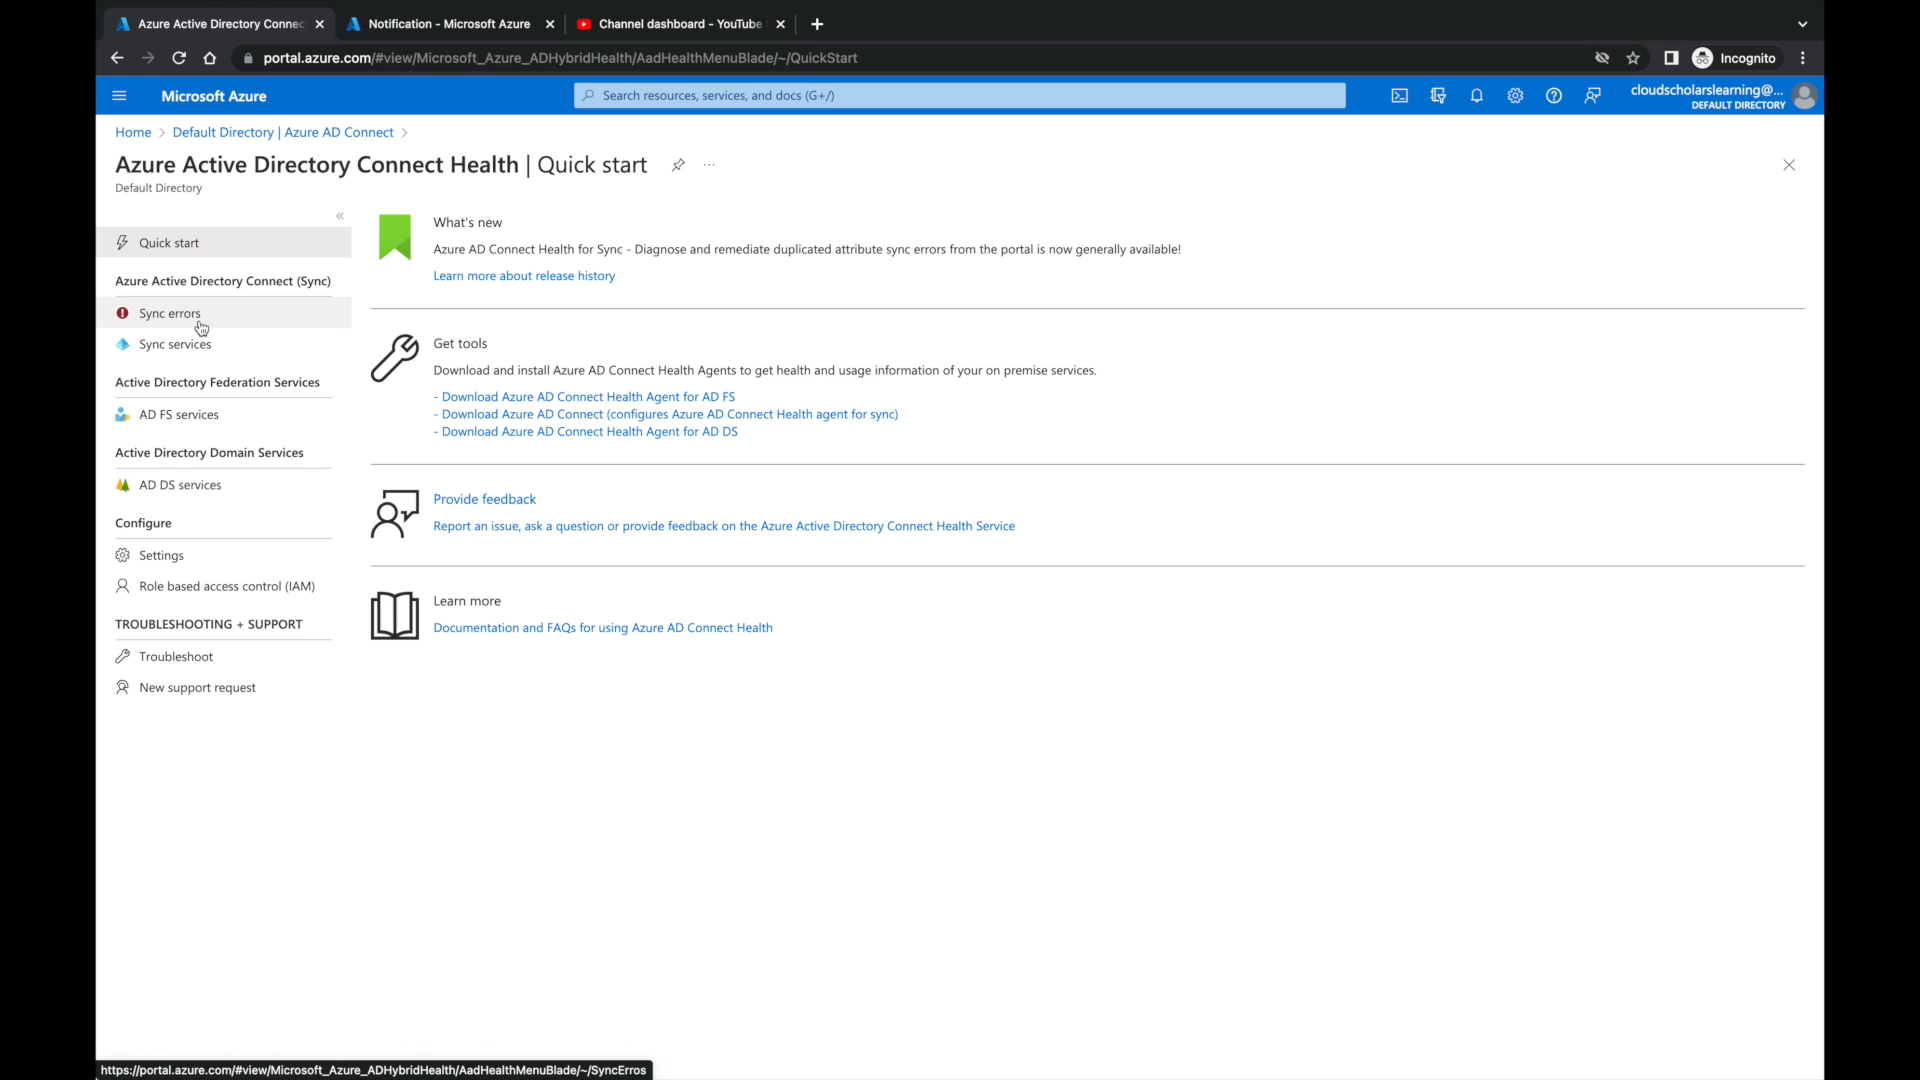 Azure Active Directory Connec
Notification - Microsoft Azure
Channel dashboard - YouTube
portal.azure.com/#view/Microsoft_Azure_ADHybridHealth/AadHealthMenuBlade/~/QuickStart
Incognito
Microsoft Azure
Search resources, services, and docs (G+/)
cloudscholarslearning@...
DEFAULT DIRECTORY
Home > Default Directory | Azure AD Connect >
Azure Active Directory Connect Health | Quick start
Default Directory
«
Quick start
Azure Active Directory Connect (Sync)
Sync errors
Sync services
Active Directory Federation Services
AD FS services
Active Directory Domain Services
AD DS services
Configure
Settings
Role based access control (IAM)
TROUBLESHOOTING + SUPPORT
Troubleshoot
New support request
What's new
Azure AD Connect Health for Sync - Diagnose and remediate duplicated attribute sync errors from the portal is now generally available!
Learn more about release history
Get tools
Download and install Azure AD Connect Health Agents to get health and usage information of your on premise services.
- Download Azure AD Connect Health Agent for AD FS
- Download Azure AD Connect (configures Azure AD Connect Health agent for sync)
- Download Azure AD Connect Health Agent for AD DS
Provide feedback
Report an issue, ask a question or provide feedback on the Azure Active Directory Connect Health Service
Learn more
Documentation and FAQs for using Azure AD Connect Health
https://portal.azure.com/#view/Microsoft_Azure_ADHybridHealth/AadHealthMenuBlade/~/SyncErros